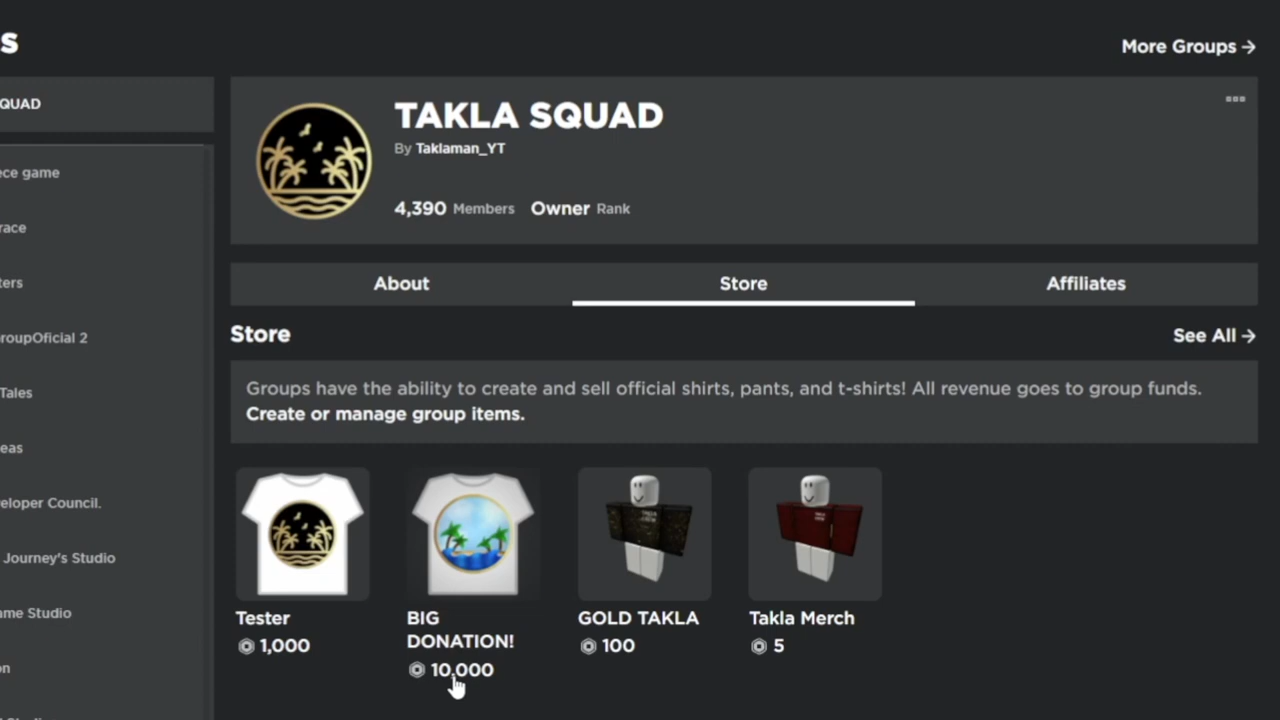 s
More Groups →
QUAD
TAKLA SQUAD
By Taklaman_YT
ece game
4,390 Members Owner Rank
race
ters
About Store Affiliates
Store
See All →
roupOficial 2
Groups have the ability to create and sell official shirts, pants, and t-shirts! All revenue goes to group funds.
Create or manage group items.
Tales
eas
eloper Council.
Journey's Studio
ame Studio
on
Tester
1,000
BIG
DONATION!
10,000
GOLD TAKLA
100
Takla Merch
5